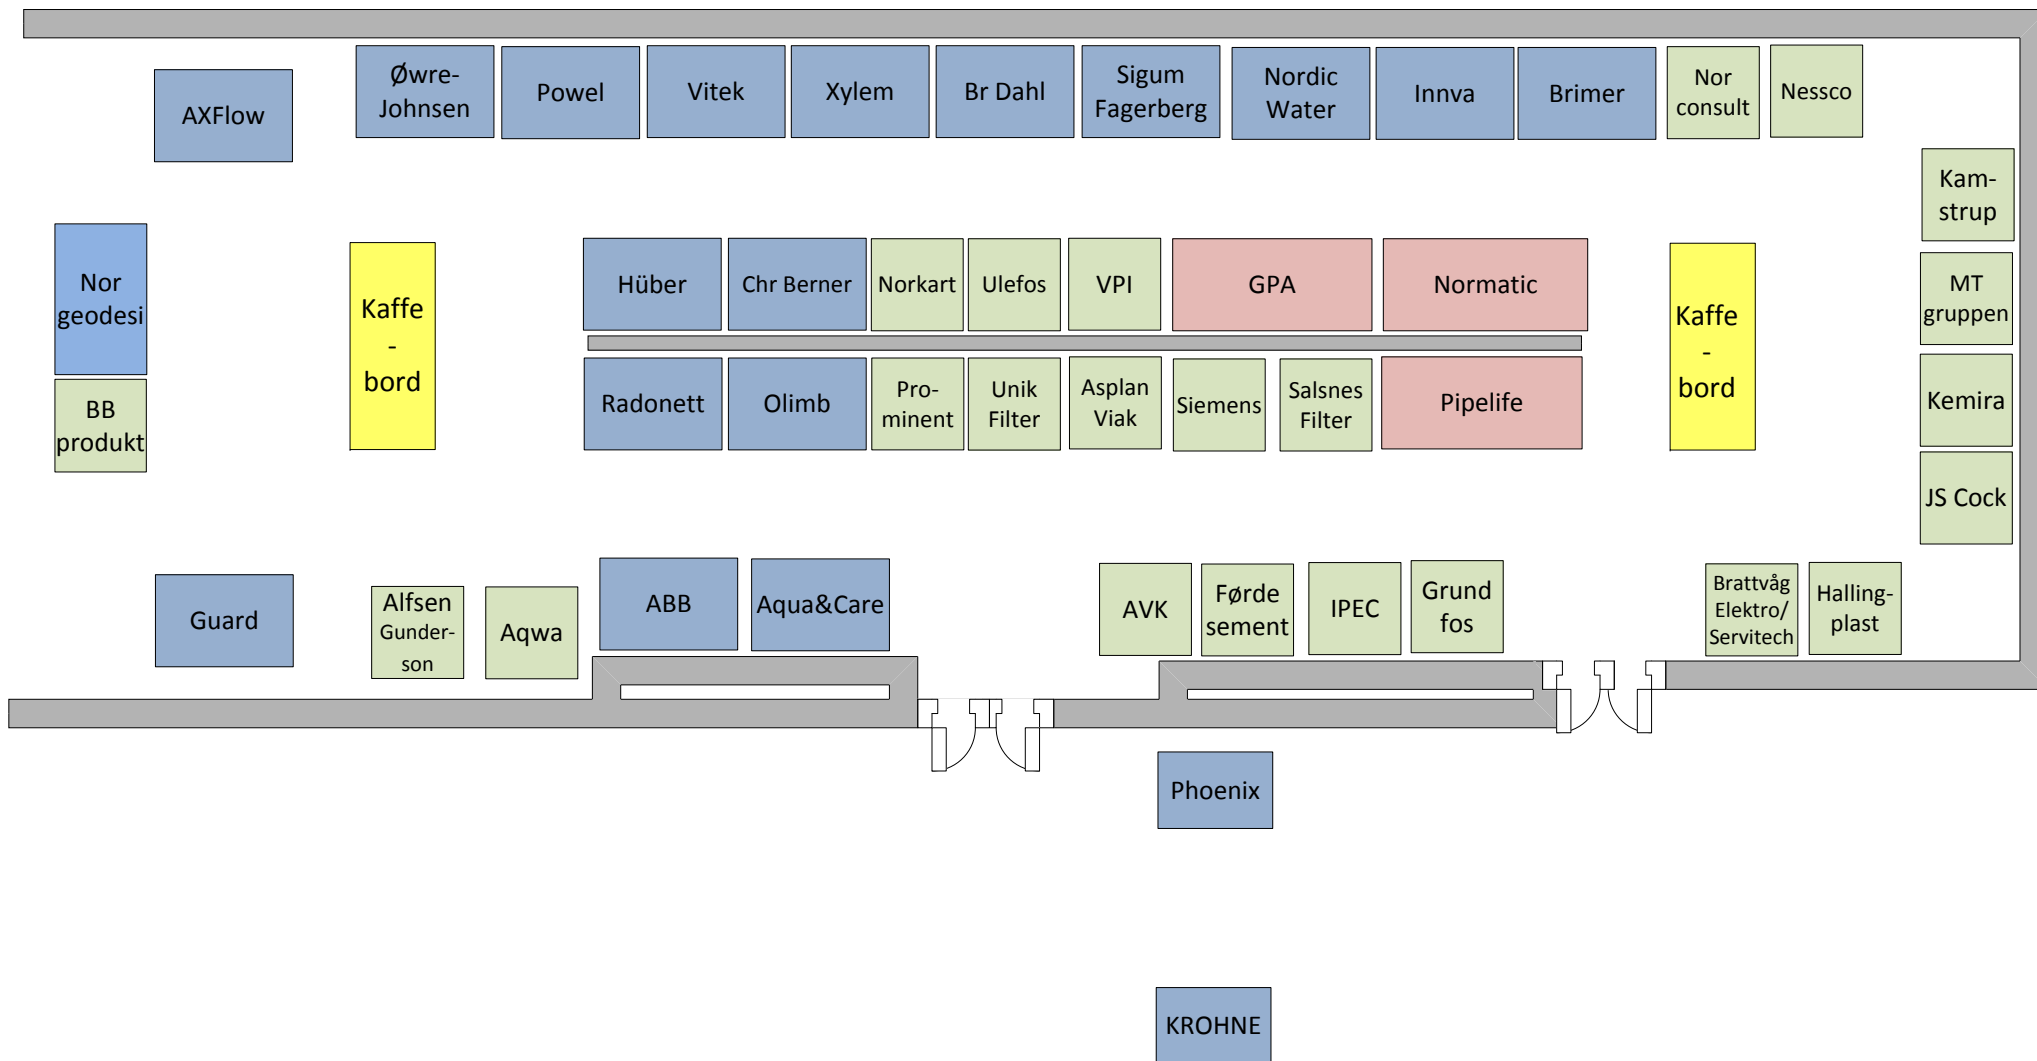 AXFlow
Øwre-
Johnsen
Powel
Vitek
Xylem
Br Dahl
Sigum
Fagerberg
Nordic
Water
Innva
Brimer
Nor
consult
Nessco
Kam-
strup
MT
gruppen
Kemira
JS Cock
Nor
geodesi
BB
produkt
Kaffe
-
bord
Hüber
Chr Berner
Norkart
Ulefos
VPI
GPA
Normatic
Radonett
Olimb
Pro-
minent
Unik
Filter
Asplan
Viak
Siemens
Salsnes
Filter
Pipelife
Kaffe
-
bord
Guard
Alfsen
Gunder-
son
Aqwa
ABB
Aqua&Care
AVK
Førde
sement
IPEC
Grund
fos
Brattvåg
Elektro/
Servitech
Halling-
plast
Phoenix
KROHNE